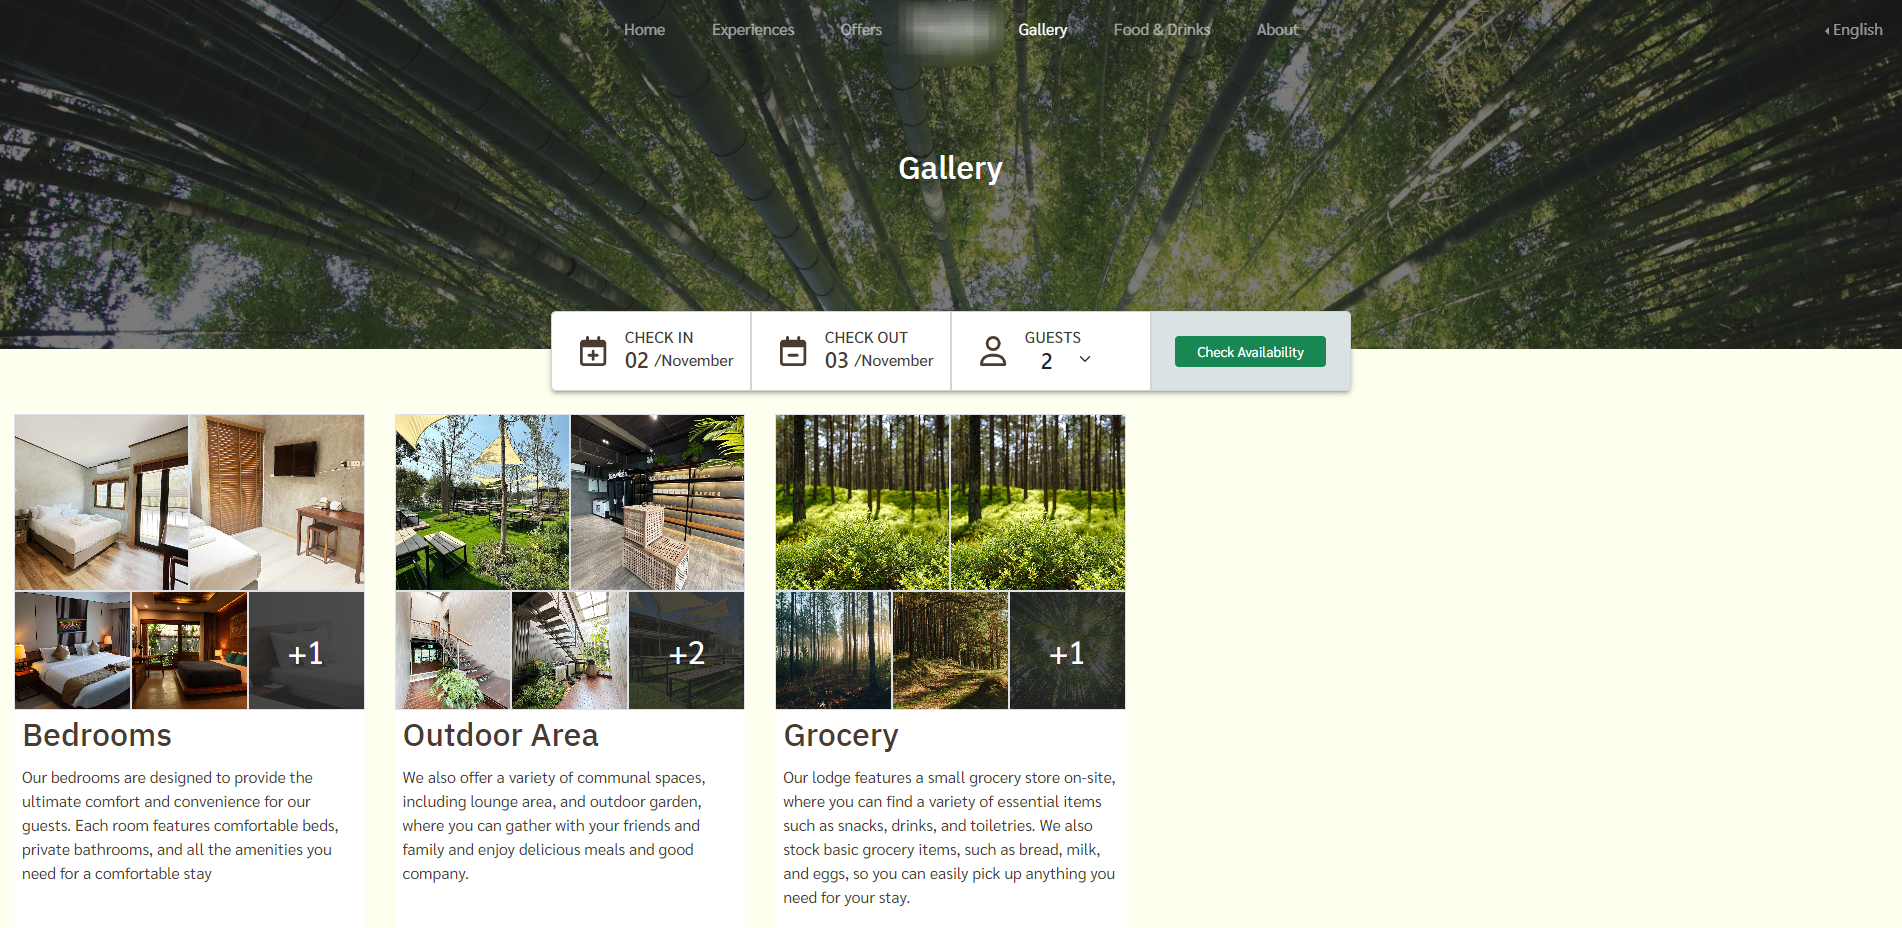 Home Experiences Offers Gallery Food & Drinks About English
Gallery
CHECK IN
02 /November
CHECK OUT
03 /November
GUESTS
2
Check Availability
+1
+2
+1
Bedrooms
Our bedrooms are designed to provide the
ultimate comfort and convenience for our
guests. Each room features comfortable beds,
private bathrooms, and all the amenities you
need for a comfortable stay
Outdoor Area
We also offer a variety of communal spaces,
including lounge area, and outdoor garden,
where you can gather with your friends and
family and enjoy delicious meals and good
company.
Grocery
Our lodge features a small grocery store on-site,
where you can find a variety of essential items
such as snacks, drinks, and toiletries. We also
stock basic grocery items, such as bread, milk,
and eggs, so you can easily pick up anything you
need for your stay.